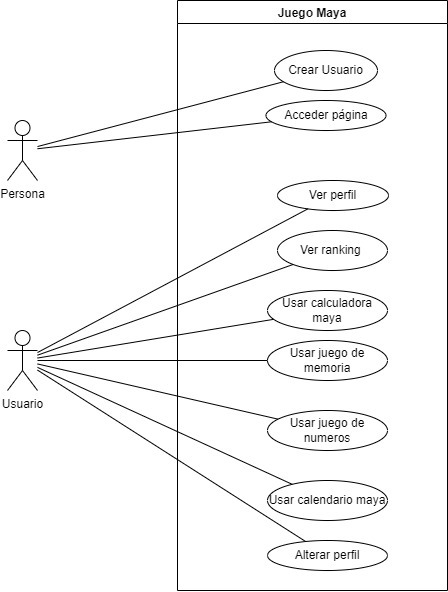 Juego Maya
Crear Usuario
Acceder página
Persona
Ver perfil
Ver ranking
Usar calculadora
maya
Usar juego de
memoria
Usuario
Usar juego de
numeros
Usar calendario maya
Alterar perfil